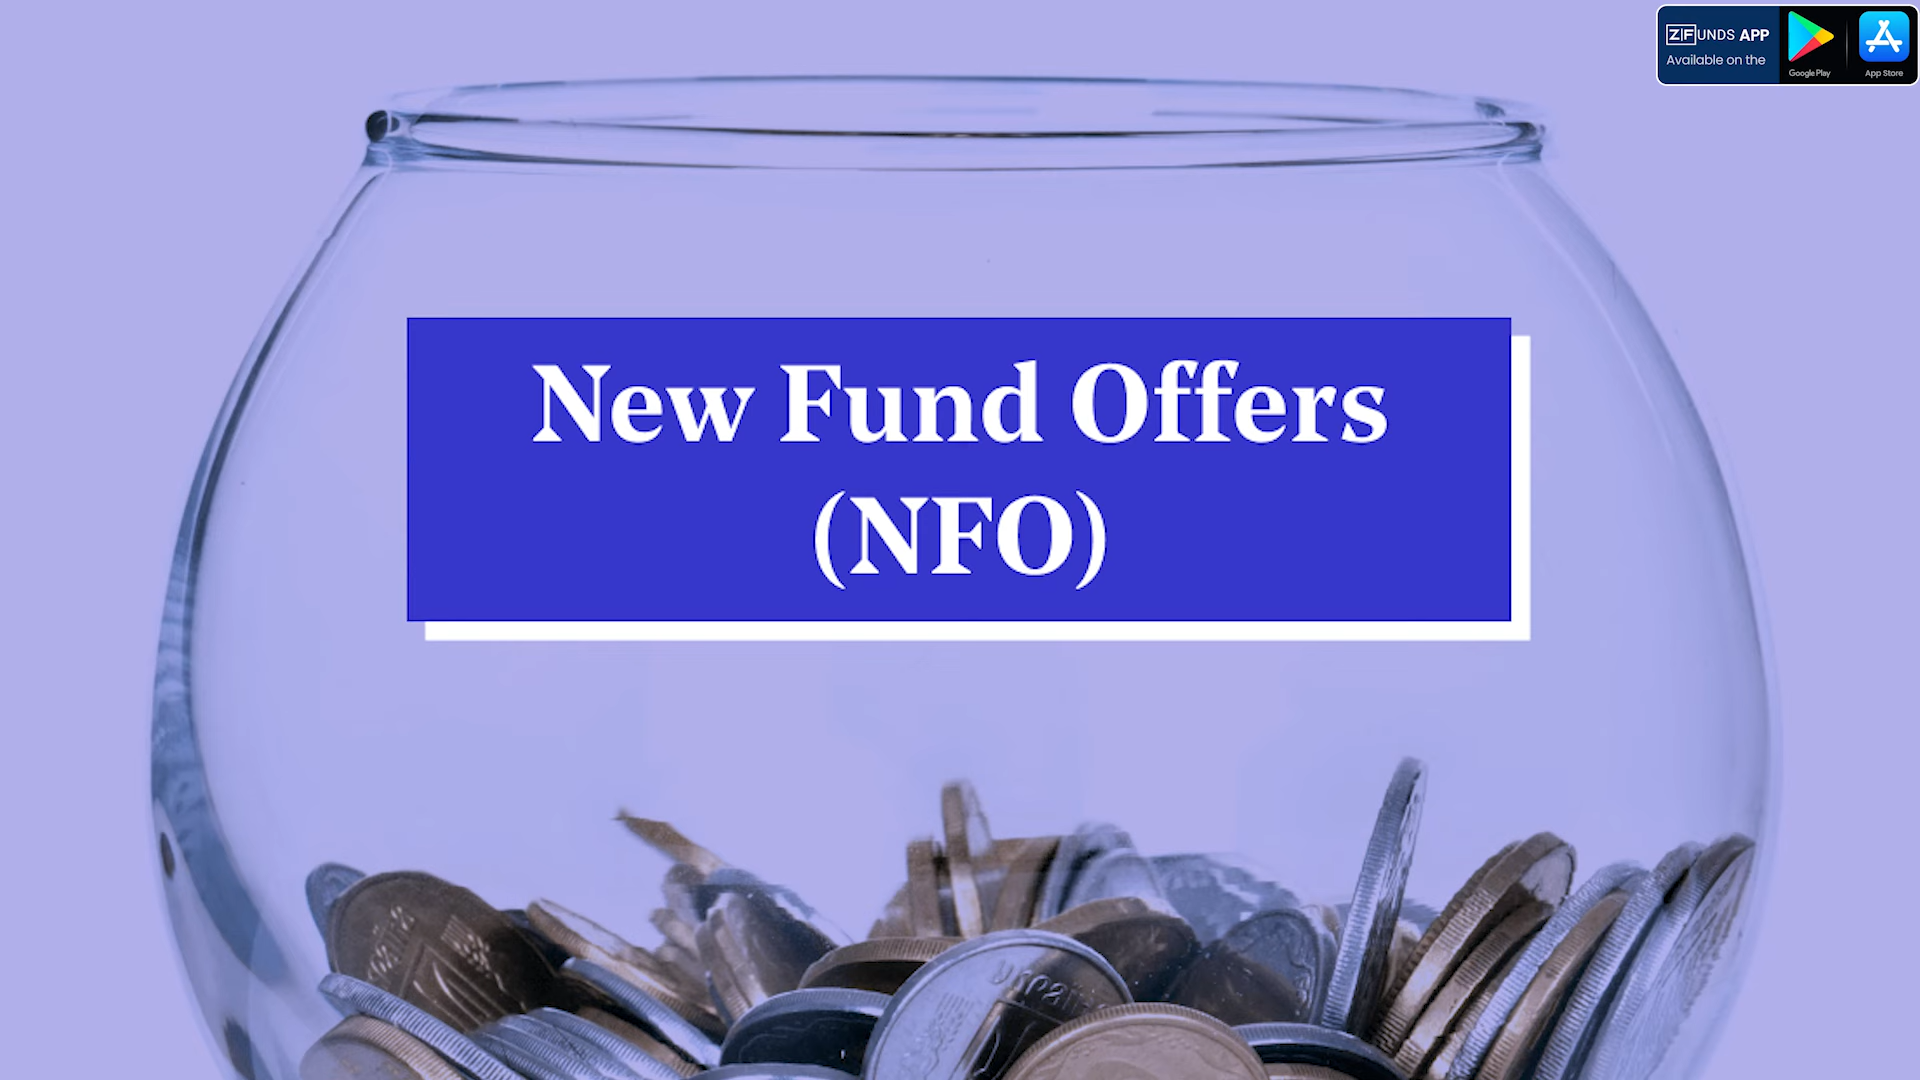 ZFUNDS APP
Available on the
Google Play
App Store
New Fund Offers
(NFO)